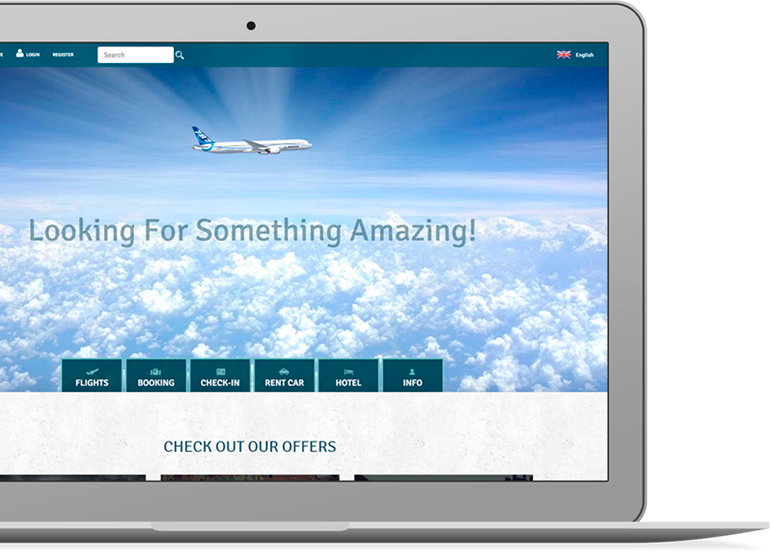 LOGIN REGISTER Search English
Looking For Something Amazing!
FLIGHTS BOOKING CHECK-IN RENT CAR HOTEL INFO
CHECK OUT OUR OFFERS